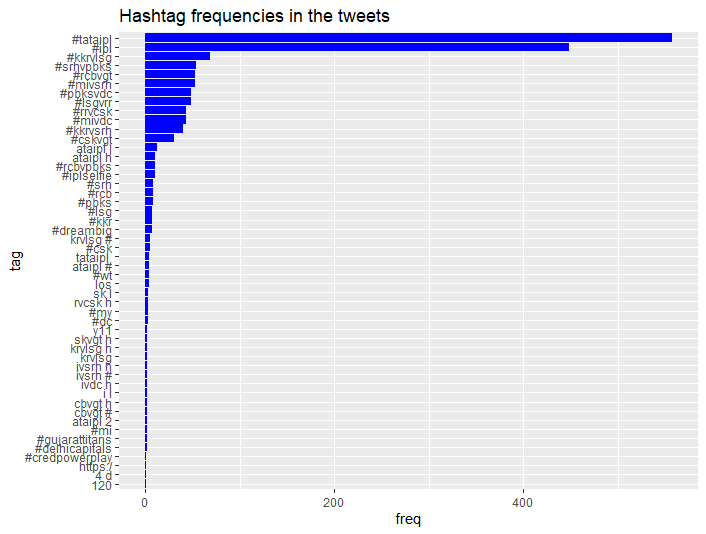 Hashtag frequencies in the tweets
#tataipl
#ipl
#kkrvlsg
#srhvpbks
#rcbvgt
#mivsrh
#pbksvdc
#lsgvrr
#rrvcsk
#mivdc
#kkrvsrh
#cskvgt
ataipl l
ataipl h
#rcbvpbks
#iplselfie
#srh
#rcb
#pbks
#lsg
#kkr
#dreambig
krvlsg #
#csk
tataipl
ataipl #
#wt
los
sk l
rvcsk h
#my
#dc
y11
skvgt h
krvlsg h
krvlsg
ivsrh h
ivsrh #
ivdc h
i l
cbvgt h
cbvgt #
ataipl 2
#mi
#gujarattitans
#delhicapitals
#credpowerplay
https:/
4 d
120
tag
0 200 400
freq